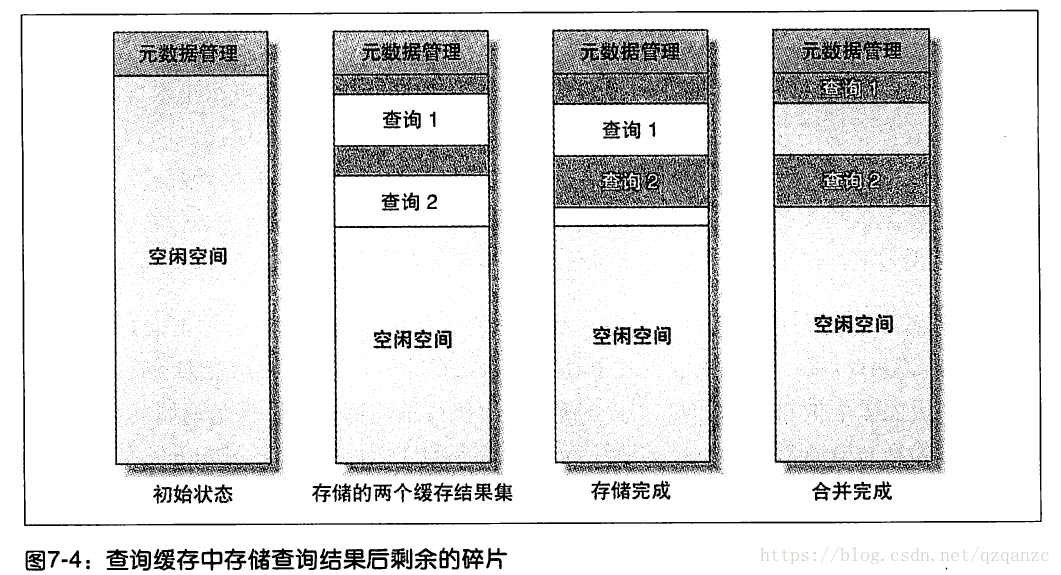 元数据管理 元数据管理 元数据管理 元数据管理
查询 1
查询 1
查询 1
查询 2
查询 2
查询 2
空闲空间
空闲空间
空闲空间
空闲空间
初始状态 存储的两个缓存结果集 存储完成 合并完成
图7-4：查询缓存中存储查询结果后剩余的碎片
https://blog.csdn.net/qzqanzc